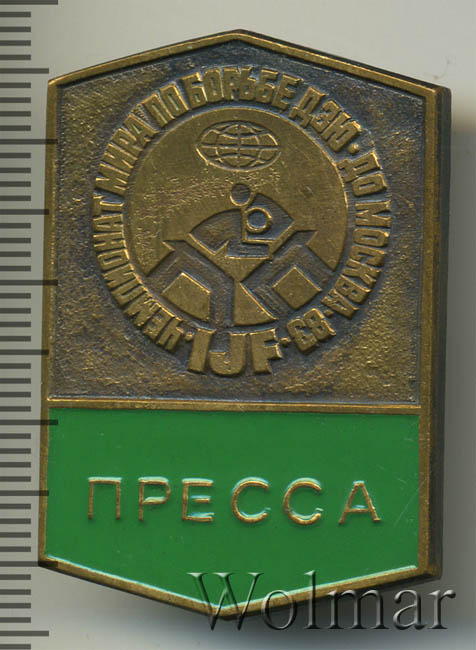 ЧЕМПИОНАТ МИРА ПО БОРЬБЕ ДЗЮ·ДО МОСКВА·83·
IJF
ПРЕССА
Wolmar